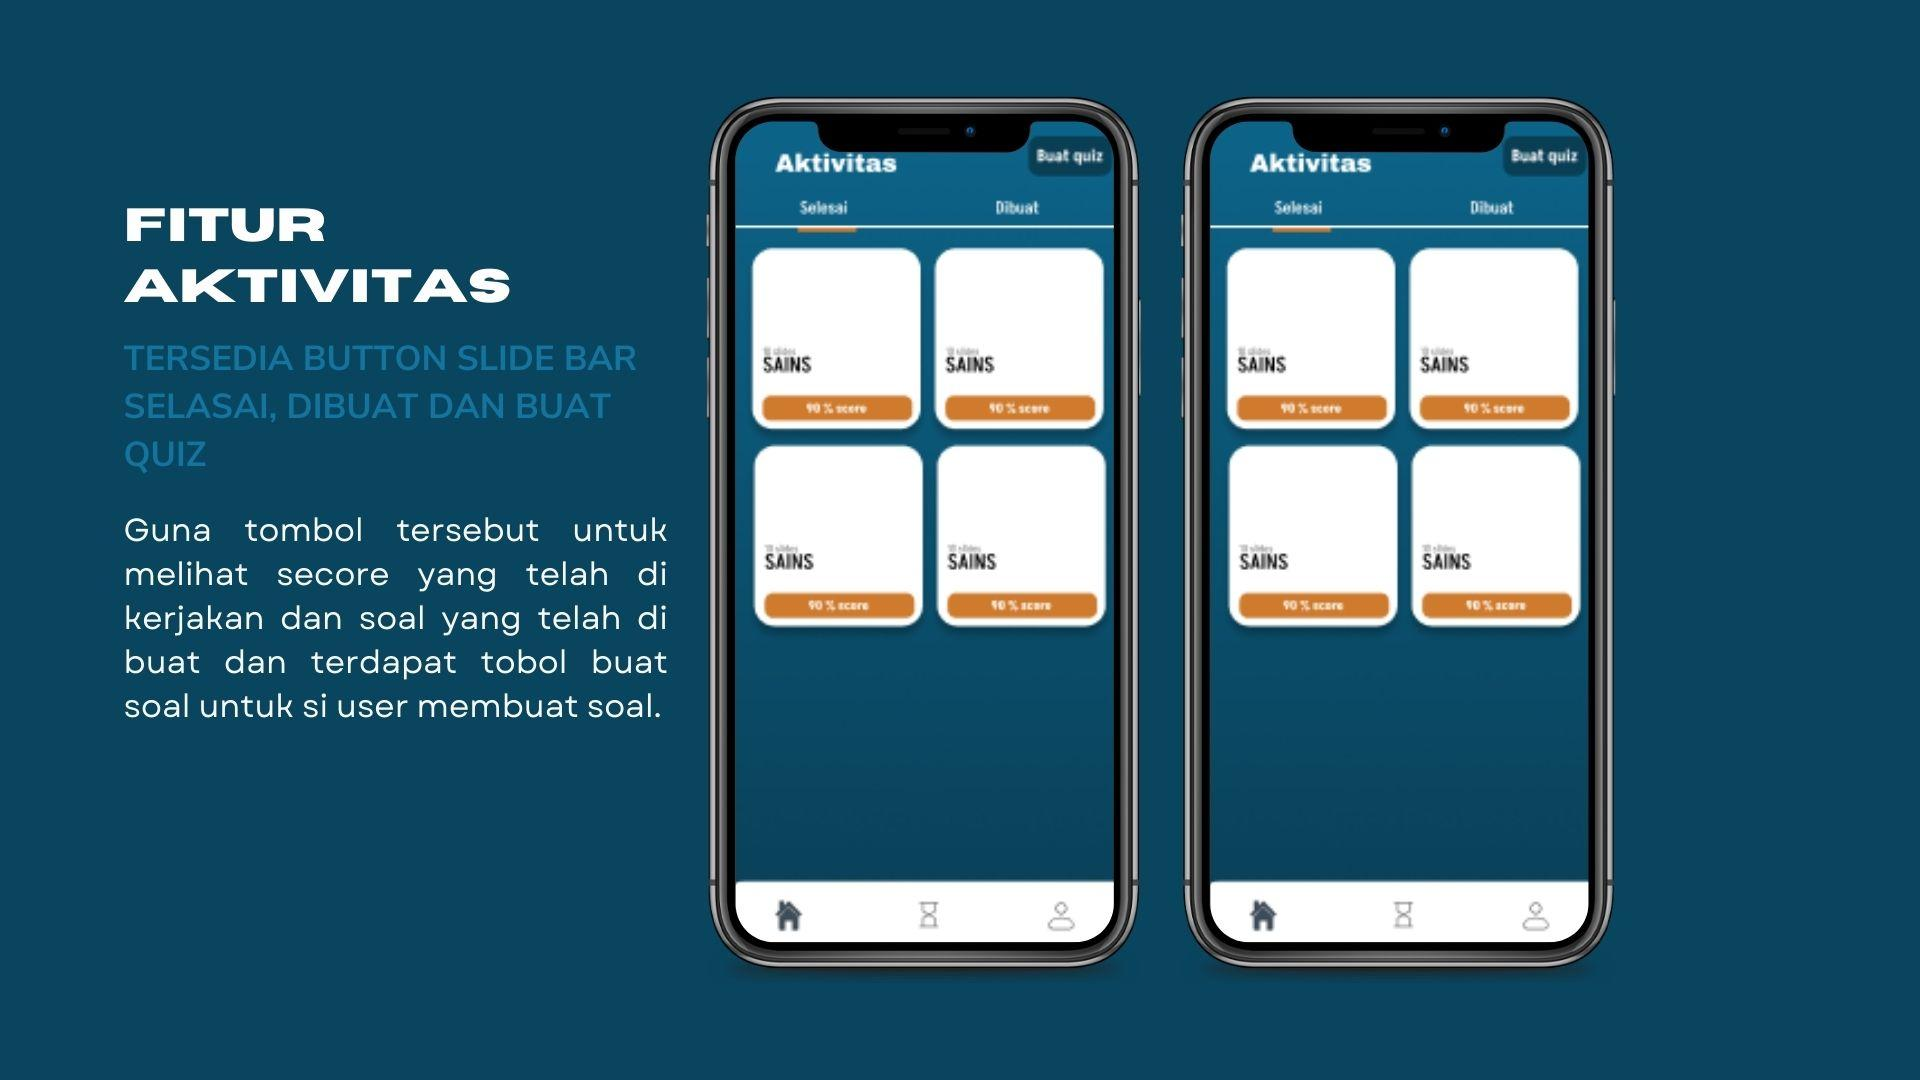 FITUR
AKTIVITAS
TERSEDIA BUTTON SLIDE BAR
SELASAI, DIBUAT DAN BUAT
QUIZ
Guna tombol tersebut untuk
melihat secore yang telah di
kerjakan dan soal yang telah di
buat dan terdapat tobol buat
soal untuk si user membuat soal.
Aktivitas
Buat quiz
Selesai Dibuat
SAINS SAINS
90 % score 90 % score
SAINS SAINS
90 % score 90 % score
Aktivitas
Buat quiz
Selesai Dibuat
SAINS SAINS
90 % score 90 % score
SAINS SAINS
90 % score 90 % score